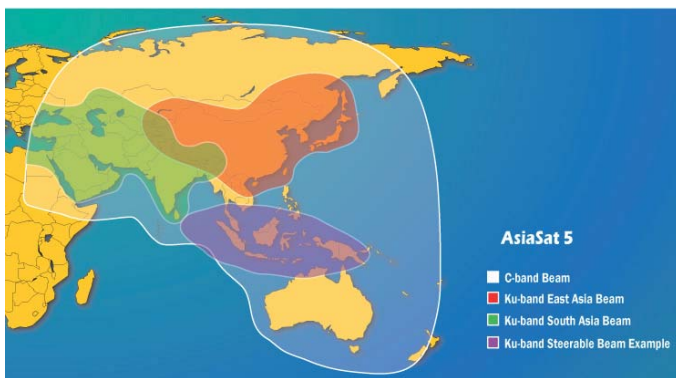 AsiaSat 5
C-band Beam
Ku-band East Asia Beam
Ku-band South Asia Beam
Ku-band Steerable Beam Example